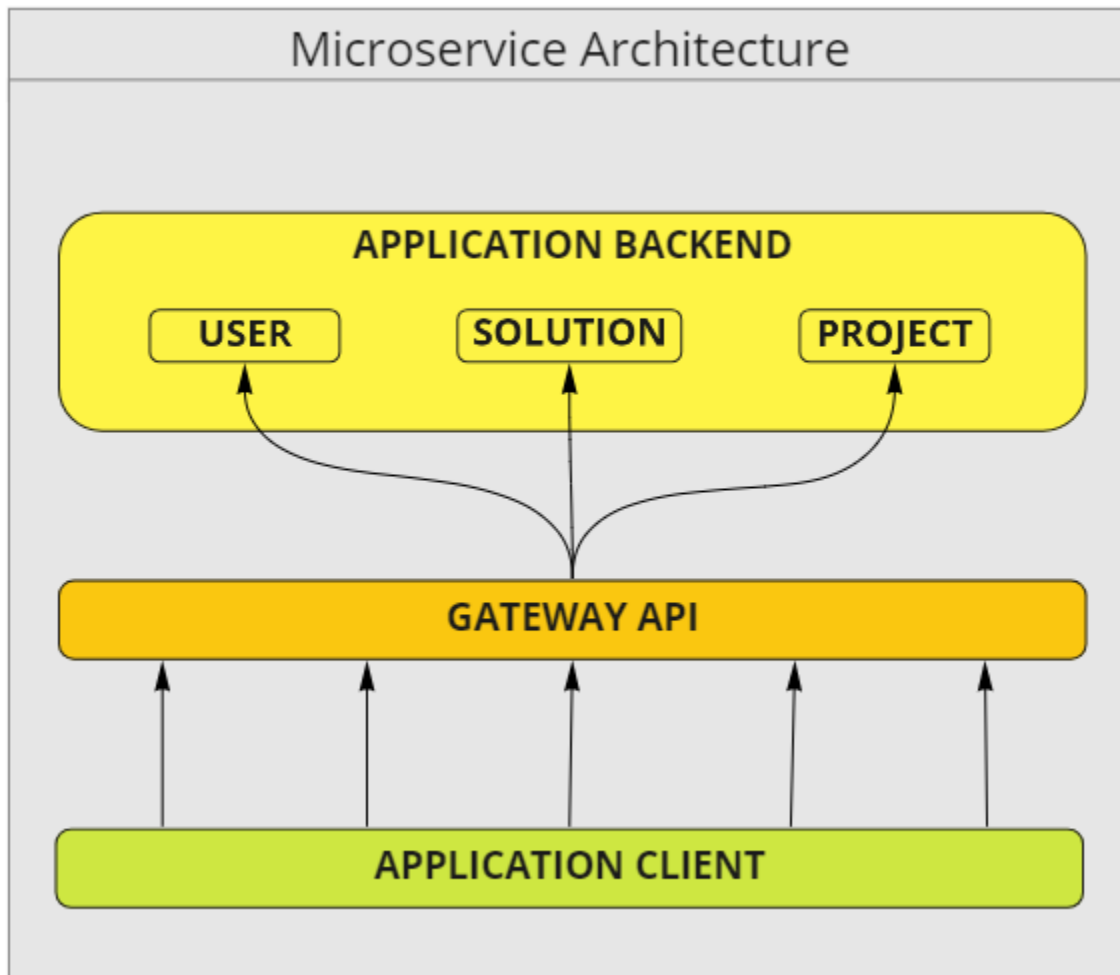 Microservice Architecture
APPLICATION BACKEND
USER
SOLUTION
PROJECT
GATEWAY API
APPLICATION CLIENT